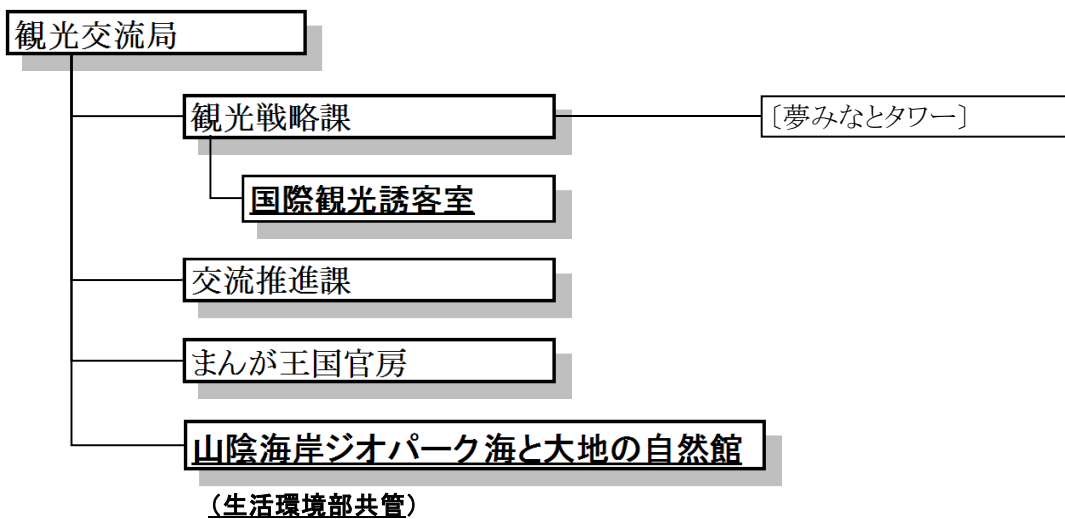 観光交流局
観光戦略課
〔夢みなとタワー〕
国際観光誘客室
交流推進課
まんが王国官房
山陰海岸ジオパーク海と大地の自然館
（生活環境部共管）